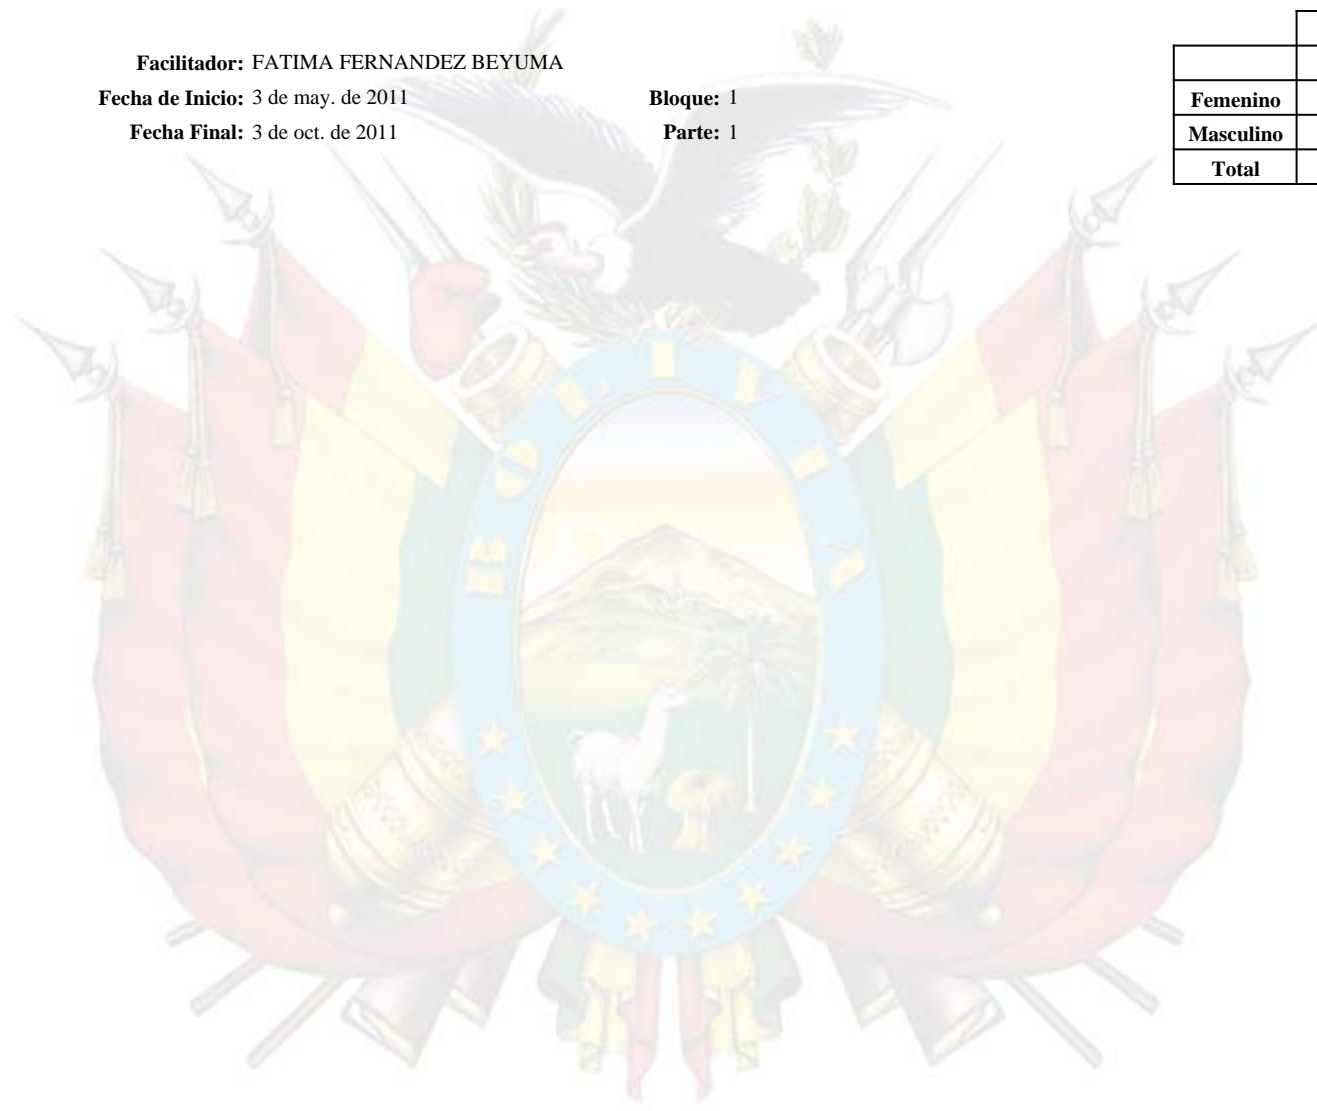 Facilitador: FATIMA FERNANDEZ BEYUMA
Fecha de Inicio: 3 de may. de 2011 Bloque: 1
Fecha Final: 3 de oct. de 2011 Parte: 1
Femenino
Masculino
Total
BOLIVIA